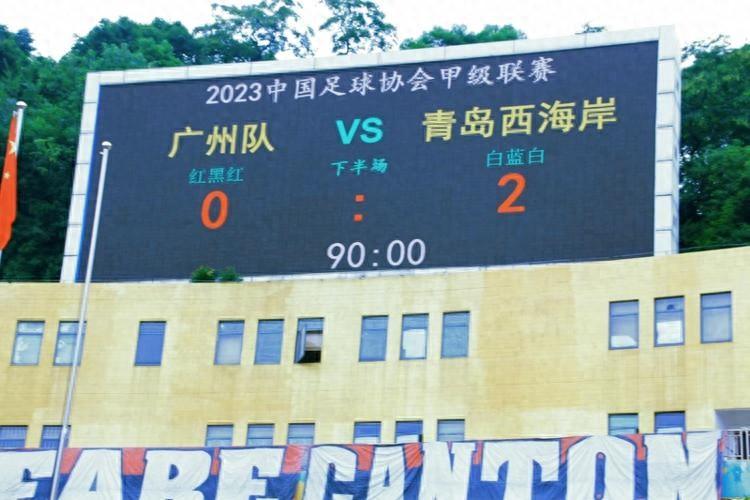 2023中国足球协会甲级联赛
广州队 VS 青岛西海岸
红黑红 下半场 白蓝白
0 : 2
90:00
ARE CANTON